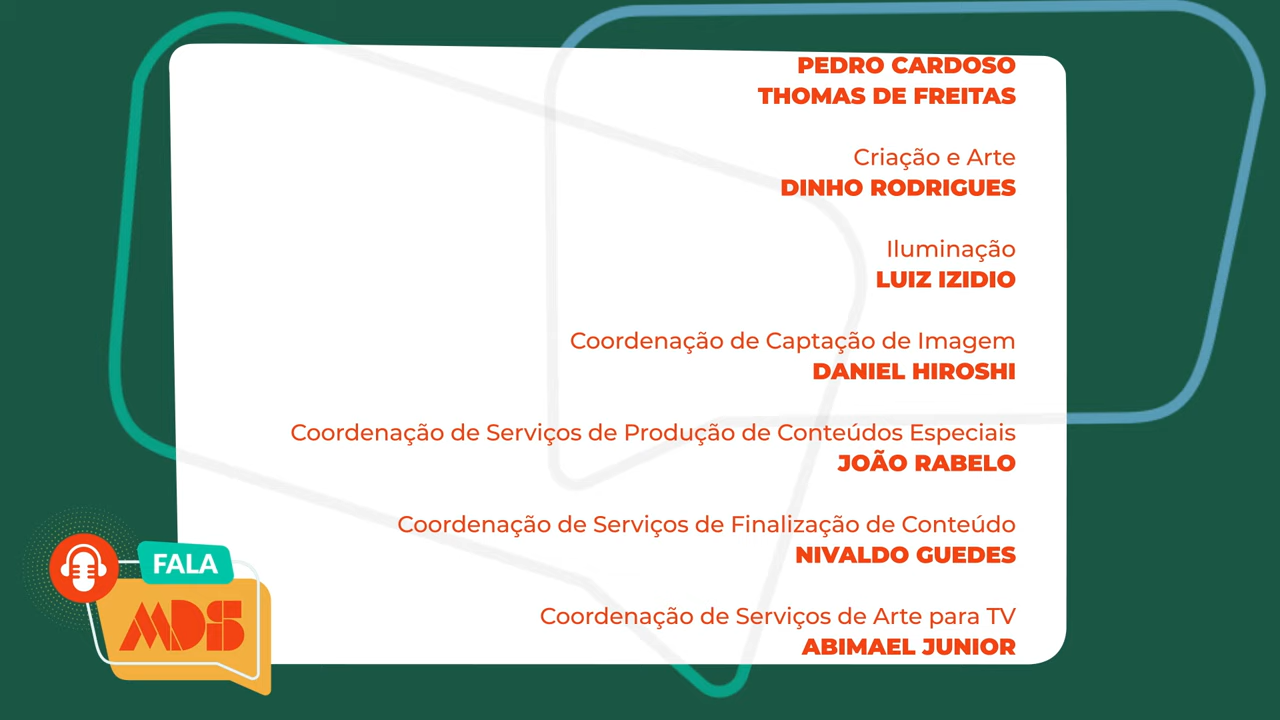 PEDRO CARDOSO
THOMAS DE FREITAS
Criação e Arte
DINHO RODRIGUES
Iluminação
LUIZ IZIDIO
Coordenação de Captação de Imagem
DANIEL HIROSHI
Coordenação de Serviços de Produção de Conteúdos Especiais
JOÃO RABELO
Coordenação de Serviços de Finalização de Conteúdo
NIVALDO GUEDES
Coordenação de Serviços de Arte para TV
ABIMAEL JUNIOR
FALA
MDS